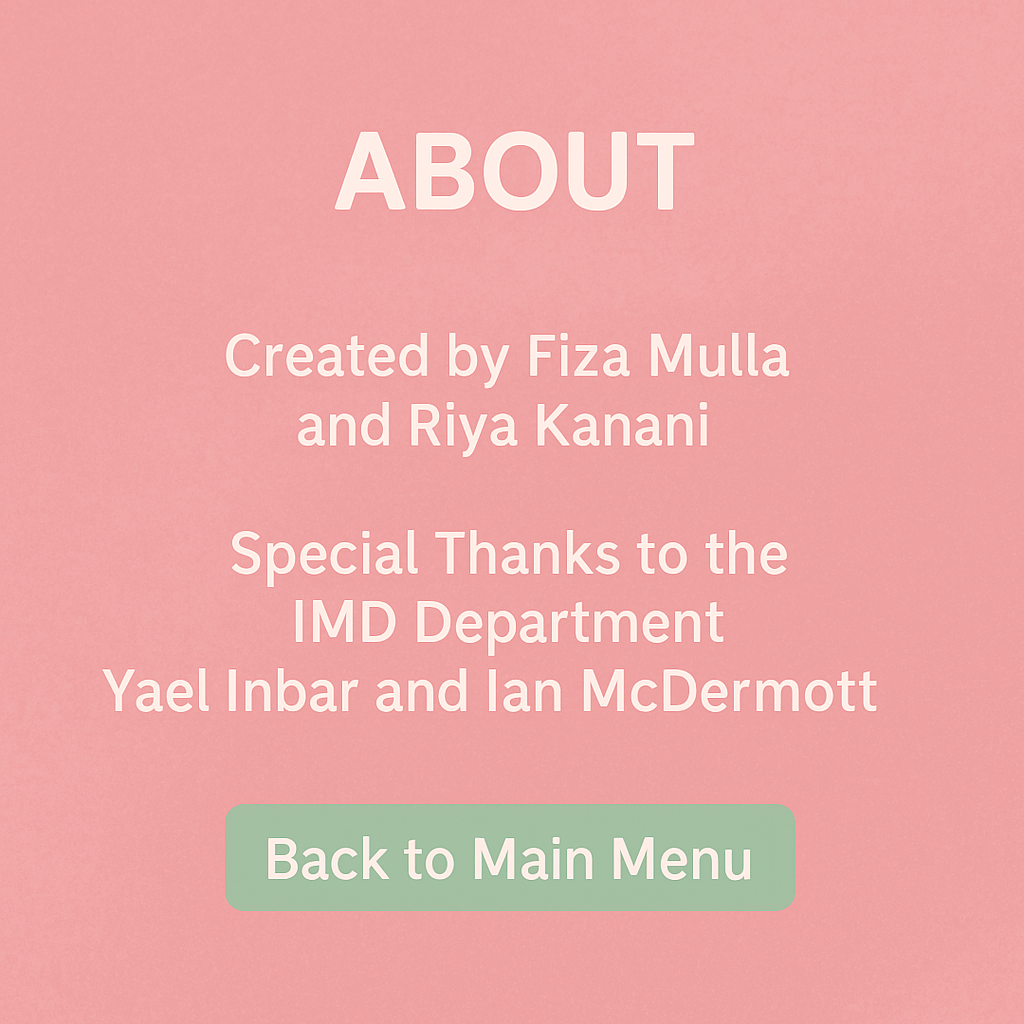 ABOUT
Created by Fiza Mulla
and Riya Kanani
Special Thanks to the
IMD Department
Yael Inbar and Ian McDermott
Back to Main Menu